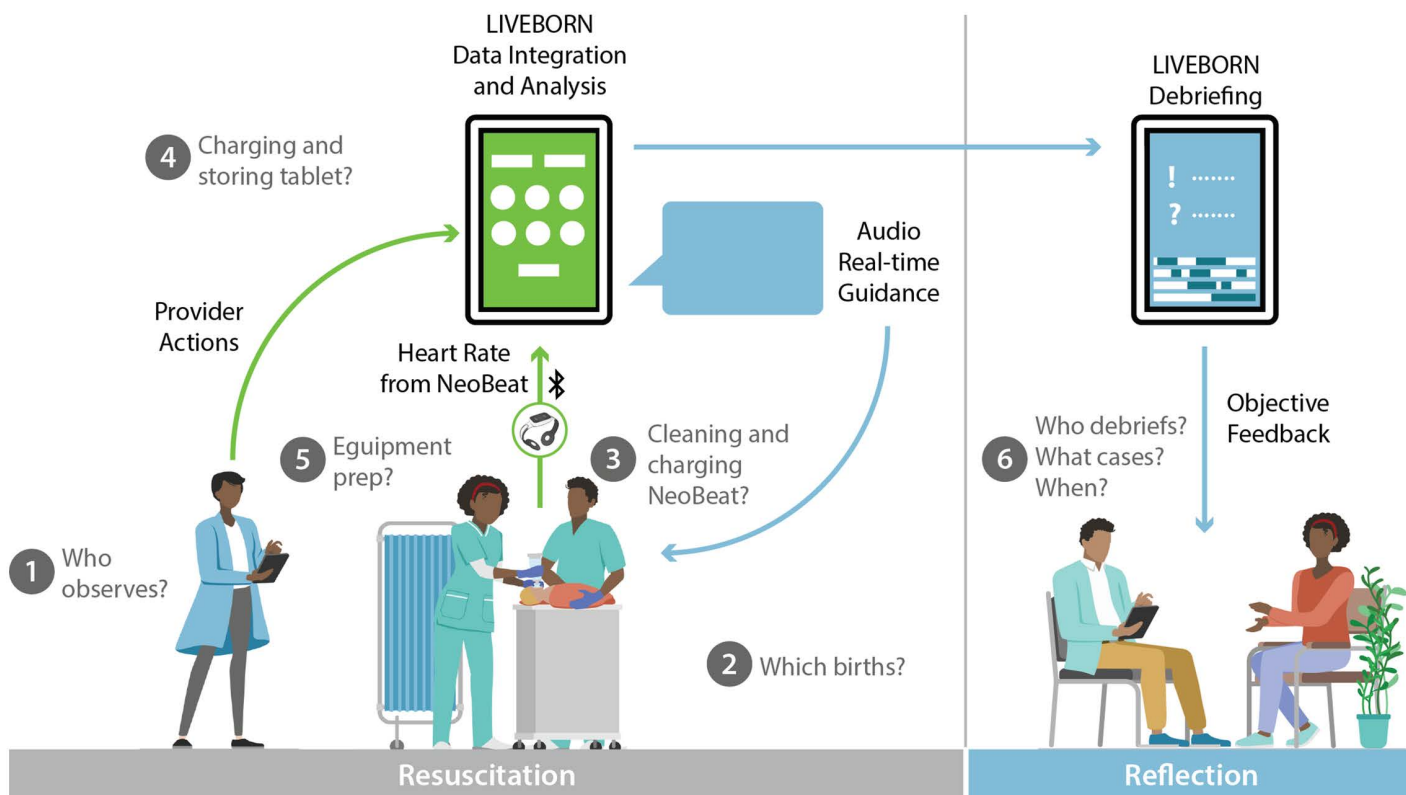 LIVEBORN
Data Integration
and Analysis
LIVEBORN
Debriefing
4 Charging and
storing tablet?
! .......
? .......
Audio
Real-time
Guidance
Provider
Actions
Heart Rate
from NeoBeat
5 Equipment
prep?
3 Cleaning and
charging
NeoBeat?
6 Who debriefs?
What cases?
When?
Objective
Feedback
1 Who
observes?
2 Which births?
Resuscitation
Reflection